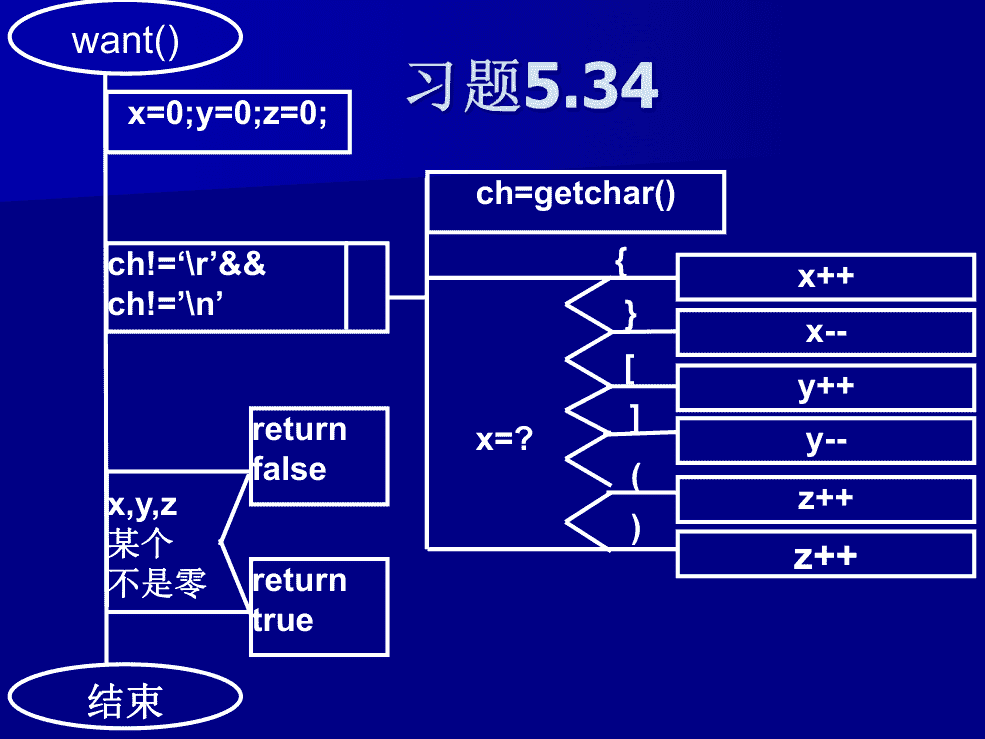 want()
习题5.34
x=0;y=0;z=0;
ch=getchar()
ch!=‘\r’&&
ch!=’\n’
{
x++
}
x--
[
y++
]
y--
(
z++
)
z++
x=?
return
false
x,y,z
某个
不是零
return
true
结束